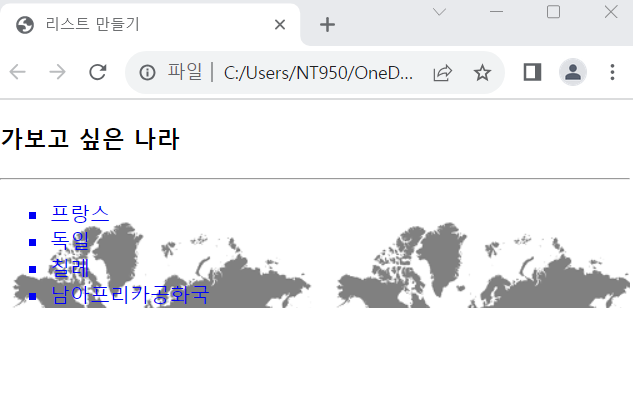 리스트 만들기
파일 | C:/Users/NT950/OneD...
가보고 싶은 나라
프랑스
독일
칠레
남아프리카공화국